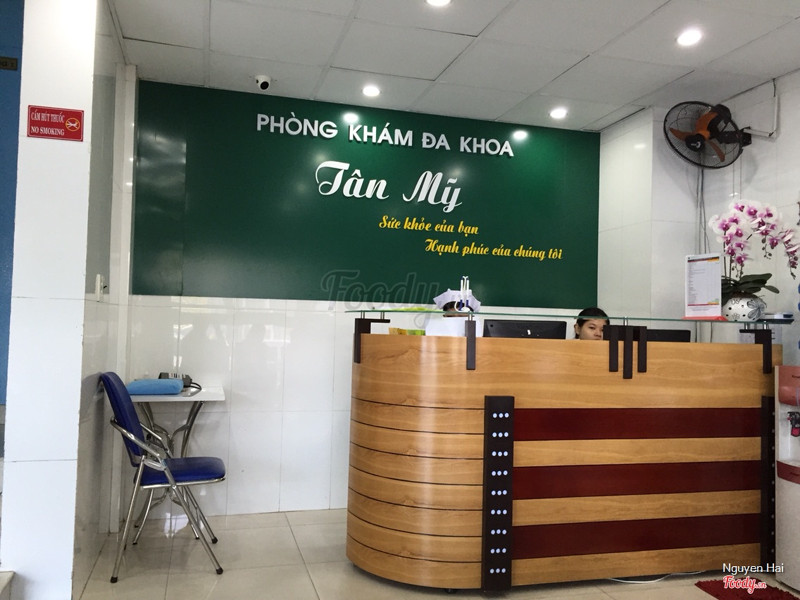 PHÒNG KHÁM ĐA KHOA
Tân Mỹ
Sức khỏe của bạn
Hạnh phúc của chúng tôi
CẤM HÚT THUỐC
NO SMOKING
Foody
Nguyen Hai
Foody.vn